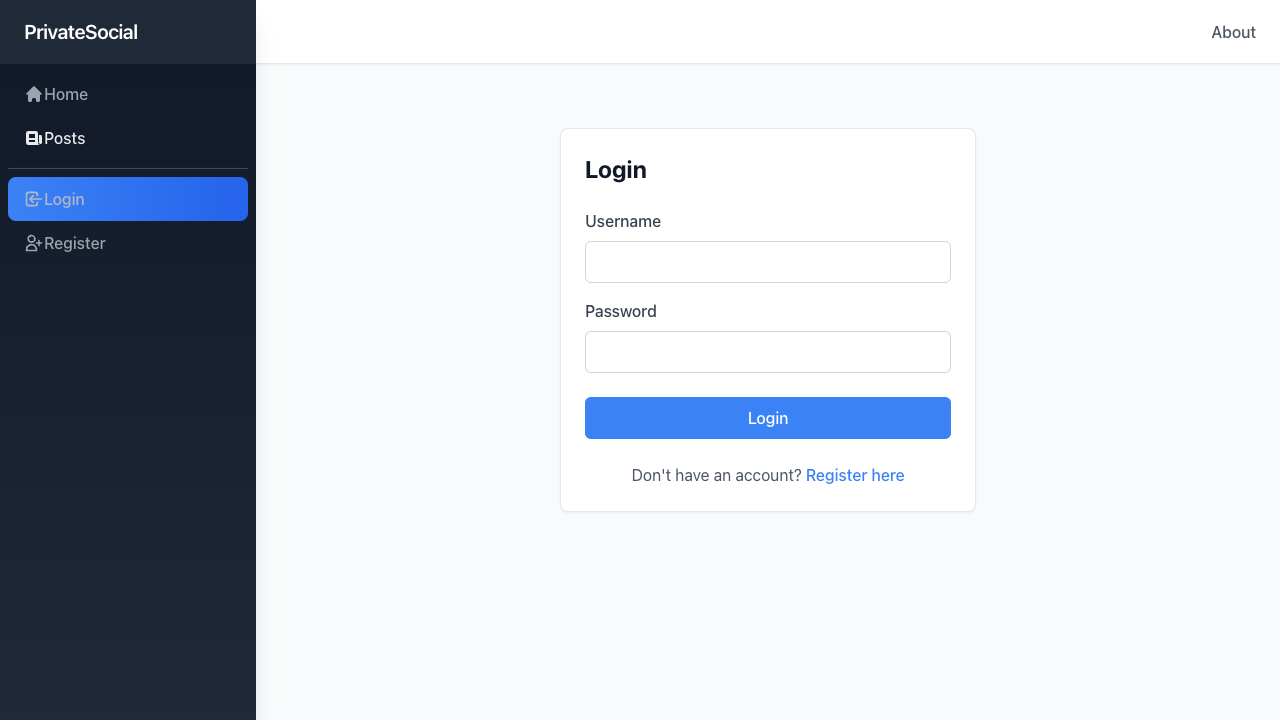 PrivateSocial
About
Home
Posts
Login
Register
Login
Username
Password
Login
Don't have an account? Register here